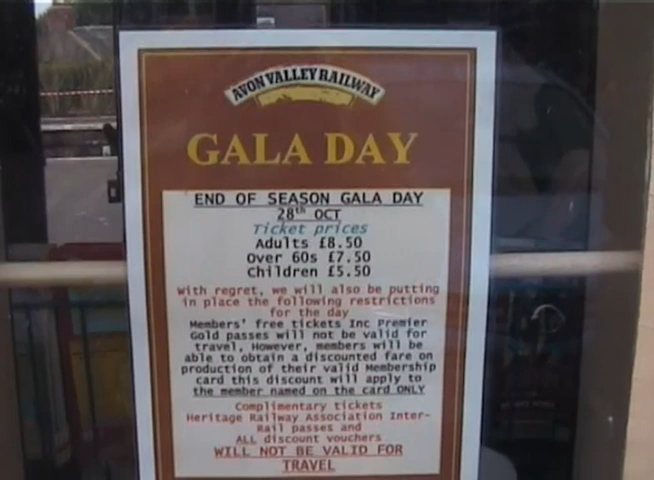 AVON VALLEY RAILWAY
GALA DAY
END OF SEASON GALA DAY
28th OCT
Ticket prices
Adults £8.50
Over 60s £7.50
Children £5.50
With regret, we will also be putting
in place the following restrictions
for the day
Members' free tickets Inc Premier
Gold passes will not be valid for
travel, However, members will be
able to obtain a discounted fare on
production of their valid Membership
card this discount will apply to
the member named on the card ONLY
Complimentary tickets
Heritage Railway Association Inter-
Rail passes and
ALL discount vouchers
WILL NOT BE VALID FOR
TRAVEL